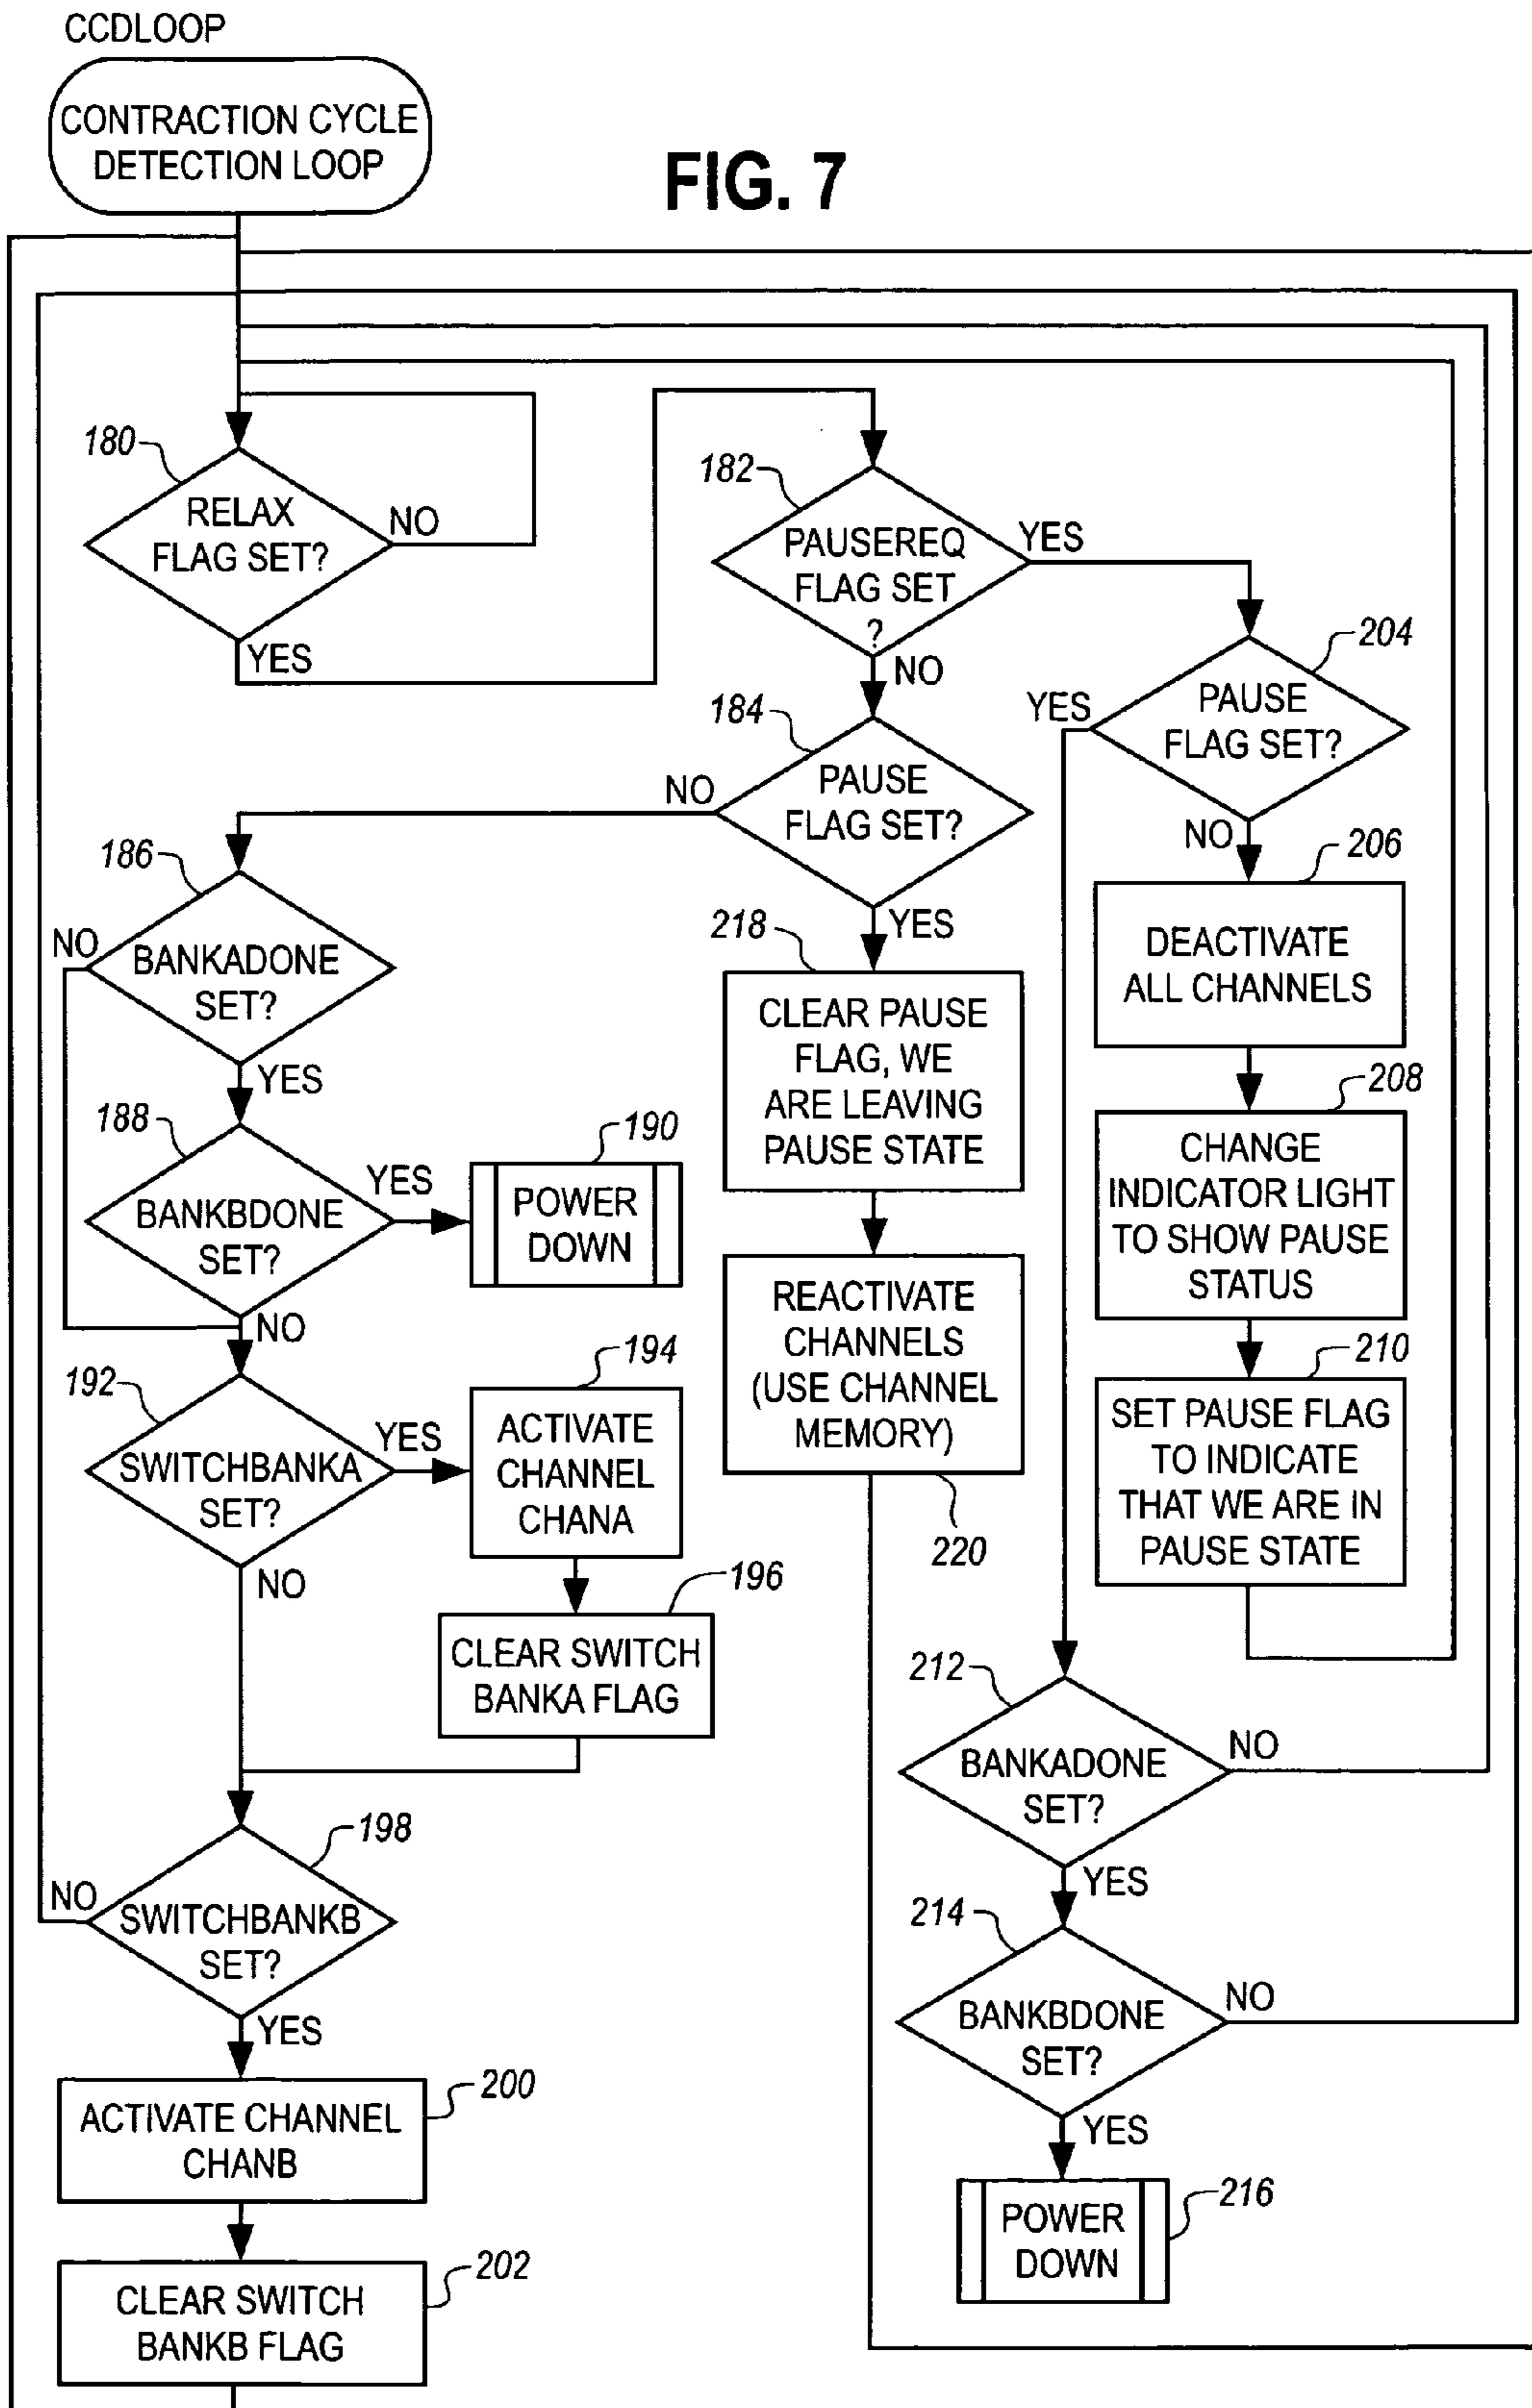 CCDLOOP
CONTRACTION CYCLE
DETECTION LOOP
FIG. 7
180
RELAX
FLAG SET?
NO
YES
182
PAUSEREQ
FLAG SET
?
YES
NO
184
PAUSE
FLAG SET?
NO
YES
204
PAUSE
FLAG SET?
YES
NO
206
DEACTIVATE
ALL CHANNELS
208
CHANGE
INDICATOR LIGHT
TO SHOW PAUSE
STATUS
210
SET PAUSE FLAG
TO INDICATE
THAT WE ARE IN
PAUSE STATE
186
NO
BANKADONE
SET?
YES
188
BANKBDONE
SET?
YES
NO
190
POWER
DOWN
218
CLEAR PAUSE
FLAG, WE
ARE LEAVING
PAUSE STATE
REACTIVATE
CHANNELS
(USE CHANNEL
MEMORY)
220
192
SWITCHBANKA
SET?
YES
NO
194
ACTIVATE
CHANNEL
CHANA
196
CLEAR SWITCH
BANKA FLAG
198
NO
SWITCHBANKB
SET?
YES
200
ACTIVATE CHANNEL
CHANB
202
CLEAR SWITCH
BANKB FLAG
212
BANKADONE
SET?
NO
YES
214
BANKBDONE
SET?
NO
YES
216
POWER
DOWN